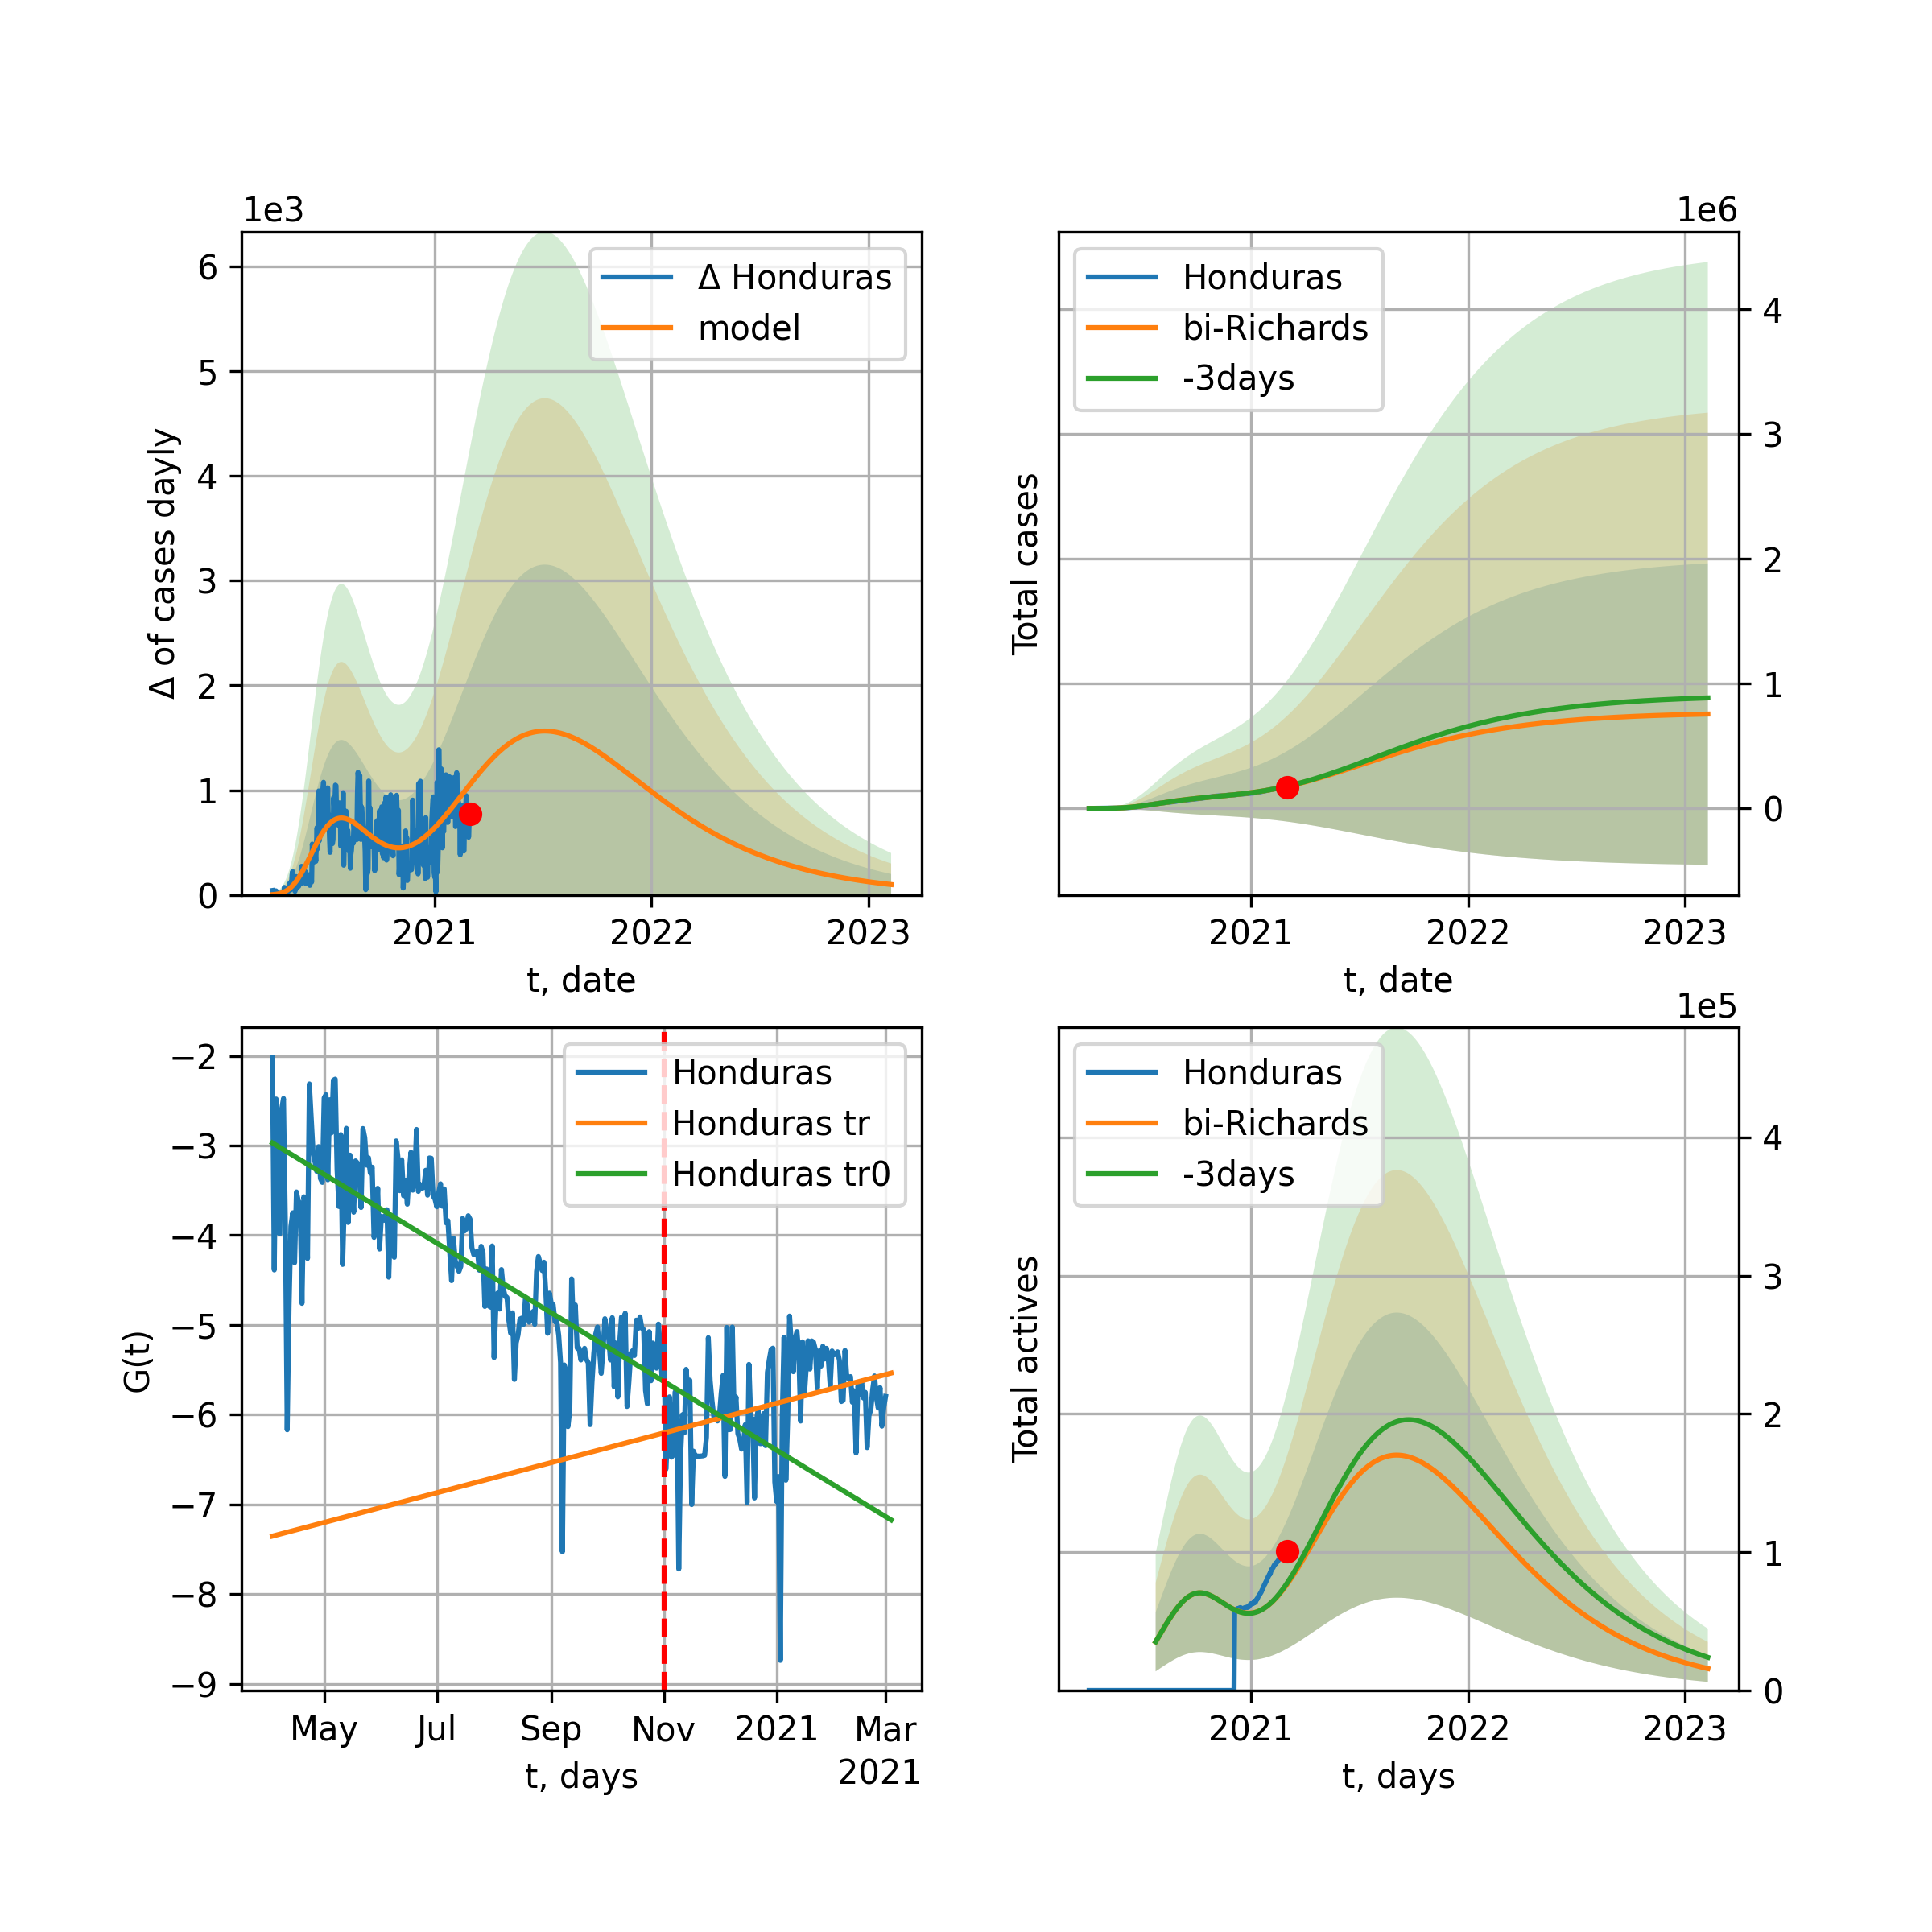 1e3
6
5
4
3
2
1
0
Δ of cases dayly
Δ Honduras
model
2021 2022 2023
t, date
1e6
Honduras
bi-Richards
-3days
Total cases
4
3
2
1
0
2021 2022 2023
t, date
−2
−3
−4
−5
−6
−7
−8
−9
G(t)
Honduras
Honduras tr
Honduras tr0
May Jul Sep Nov 2021 Mar
2021
t, days
1e5
Honduras
bi-Richards
-3days
Total actives
4
3
2
1
0
2021 2022 2023
t, days